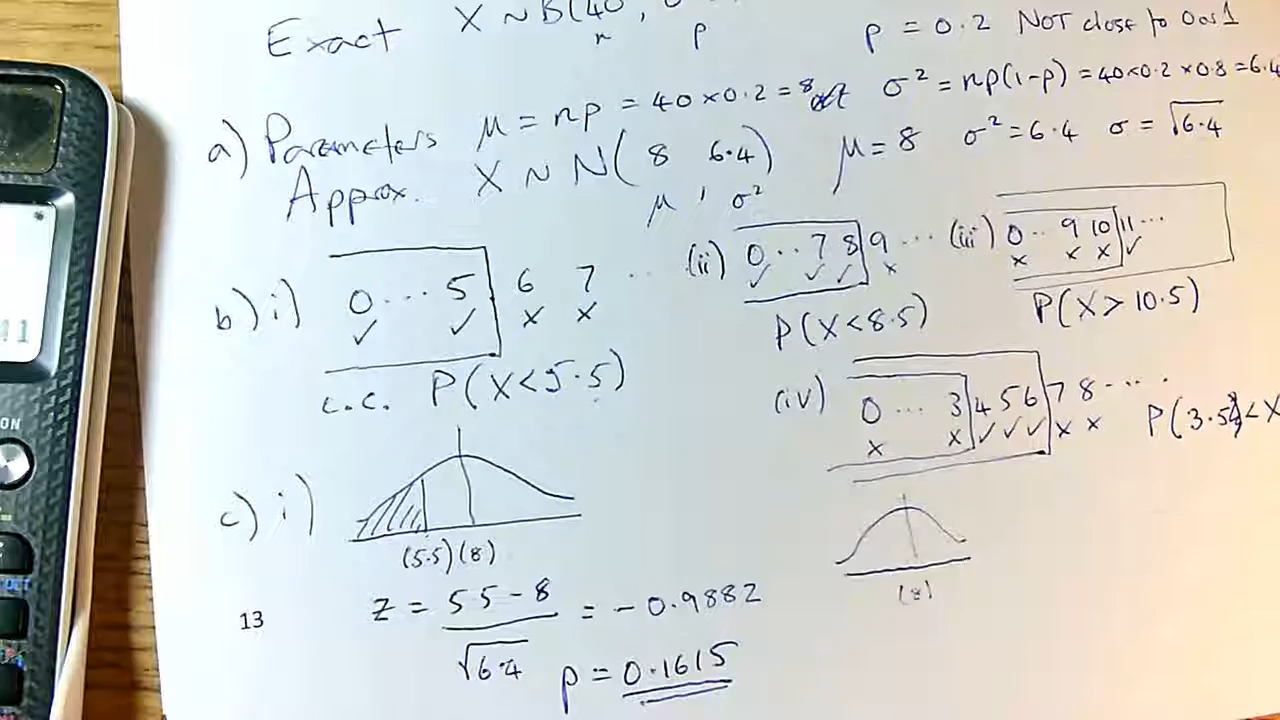 Exact X ~ B(40,
n p
p = 0.2 NOT close to 0 or 1
a) Parameters μ = np = 40×0.2 = 8 σ² = np(1-p) = 40×0.2×0.8 = 6.4
Approx. X ~ N( 8 6.4) μ = 8 σ² = 6.4 σ = √6.4
μ , σ²
b) i) 0 ... 5 6 7 ...
✓ ✓ x x
c.c. P(X<5.5)
(ii) 0 .. 7 8 9 ...
✓ ✓ ✓ x
P(X<8.5)
(iii) 0 .. 9 10 11 ...
x x x ✓
P(X>10.5)
(iv) 0 ... 3 4 5 6 7 8 ....
x x ✓ ✓ ✓ x x
P(3.5 < X
c) i)
(5.5) (8)
(8)
z = 5.5-8 / √6.4 = -0.9882
p = 0.1615
13
41
ON